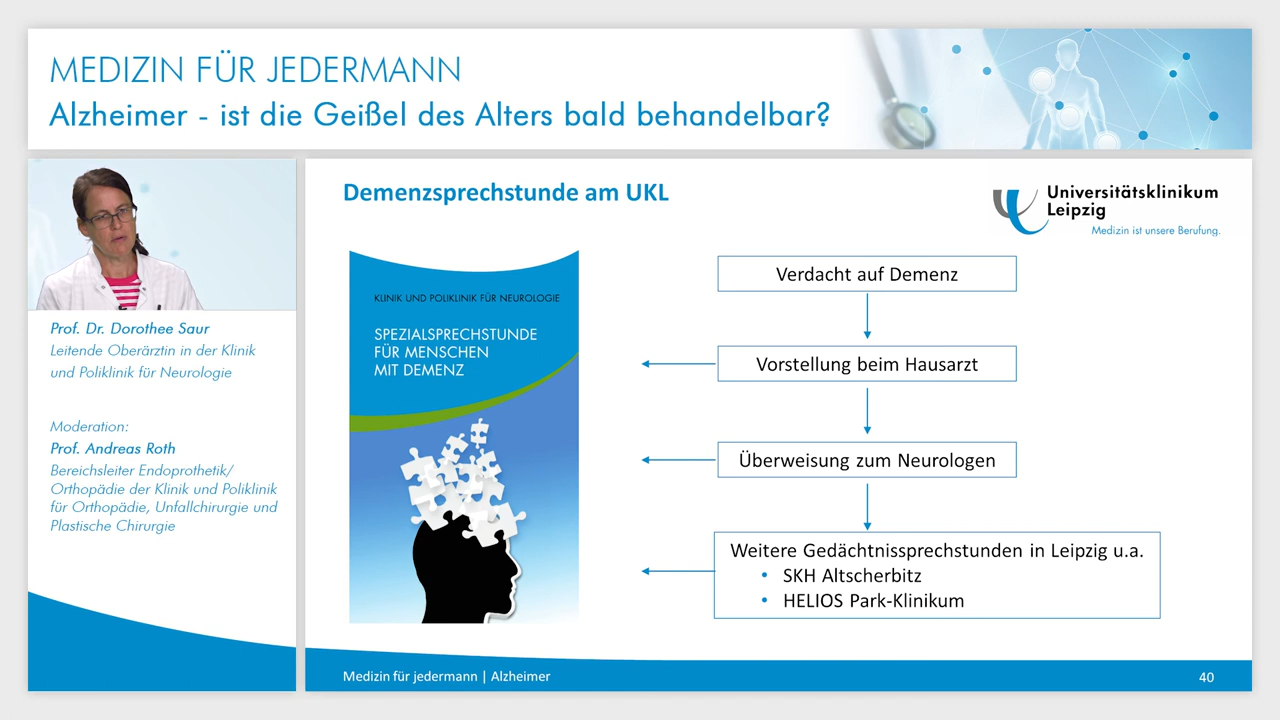 MEDIZIN FÜR JEDERMANN
Alzheimer - ist die Geißel des Alters bald behandelbar?
Prof. Dr. Dorothee Saur
Leitende Oberärztin in der Klinik
und Poliklinik für Neurologie
Moderation:
Prof. Andreas Roth
Bereichsleiter Endoprothetik/
Orthopädie der Klinik und Poliklinik
für Orthopädie, Unfallchirurgie und
Plastische Chirurgie
Demenzsprechstunde am UKL
Universitätsklinikum
Leipzig
Medizin ist unsere Berufung.
KLINIK UND POLIKLINIK FÜR NEUROLOGIE
SPEZIALSPRECHSTUNDE
FÜR MENSCHEN
MIT DEMENZ
Verdacht auf Demenz
Vorstellung beim Hausarzt
Überweisung zum Neurologen
Weitere Gedächtnissprechstunden in Leipzig u.a.
• SKH Altscherbitz
• HELIOS Park-Klinikum
Medizin für jedermann | Alzheimer
40